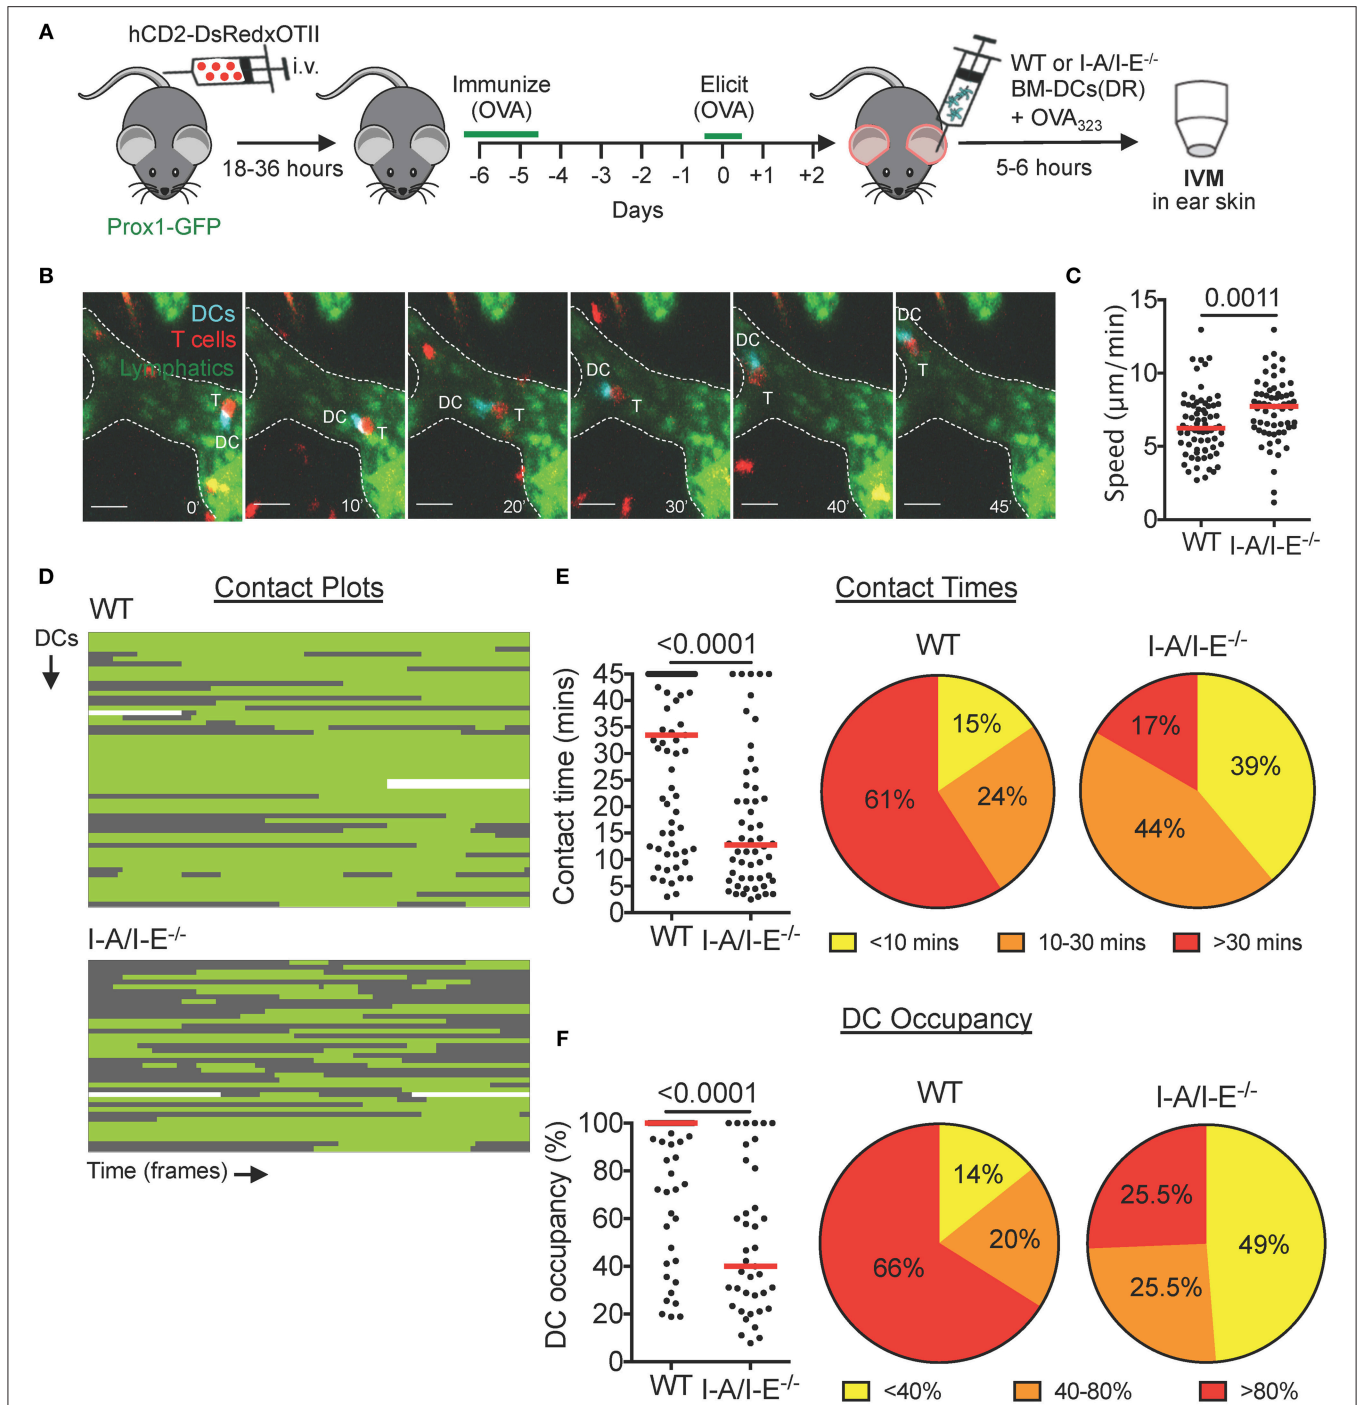 A
hCD2-DsRedxOTII
i.v.
Prox1-GFP
18-36 hours
Immunize
(OVA)
Elicit
(OVA)
-6 -5 -4 -3 -2 -1 0 +1 +2
Days
WT or I-A/I-E-/-
BM-DCs(DR)
+ OVA323
5-6 hours
IVM
in ear skin
B
DCs
T cells
Lymphatics
T
DC
0'
DC
T
10'
DC
T
20'
DC
T
30'
DC
T
40'
DC
T
45'
C
0.0011
Speed (µm/min)
15
10
5
0
WT I-A/I-E-/-
D
Contact Plots
WT
DCs
I-A/I-E-/-
Time (frames)
E
Contact Times
<0.0001
Contact time (mins)
45
40
35
30
25
20
15
10
5
0
WT I-A/I-E-/-
WT
15%
24%
61%
I-A/I-E-/-
17%
39%
44%
<10 mins 10-30 mins >30 mins
F
DC Occupancy
<0.0001
DC occupancy (%)
100
80
60
40
20
0
WT I-A/I-E-/-
WT
14%
20%
66%
I-A/I-E-/-
25.5%
49%
25.5%
<40% 40-80% >80%